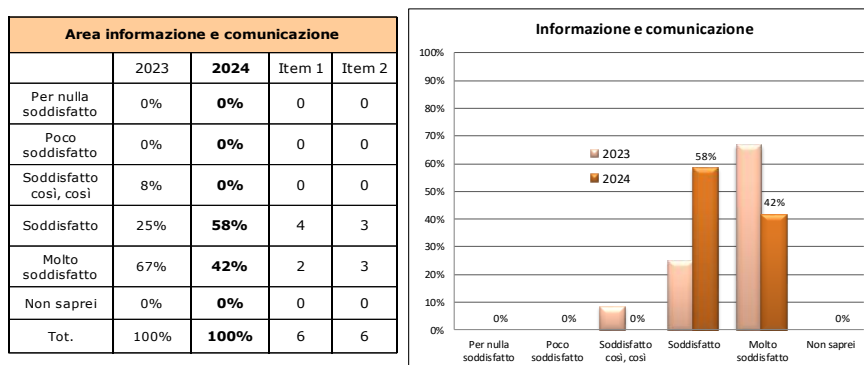 Area informazione e comunicazione
2023 2024 Item 1 Item 2
Per nulla
soddisfatto 0% 0% 0 0
Poco
soddisfatto 0% 0% 0 0
Soddisfatto
così, così 8% 0% 0 0
Soddisfatto 25% 58% 4 3
Molto
soddisfatto 67% 42% 2 3
Non saprei 0% 0% 0 0
Tot. 100% 100% 6 6
Informazione e comunicazione
100%
90%
80%
70%
60%
50%
40%
30%
20%
10%
0%
2023
2024
0% 0% 0% 58% 42% 0%
Per nulla
soddisfatto
Poco
soddisfatto
Soddisfatto
così, così
Soddisfatto
Molto
soddisfatto
Non saprei